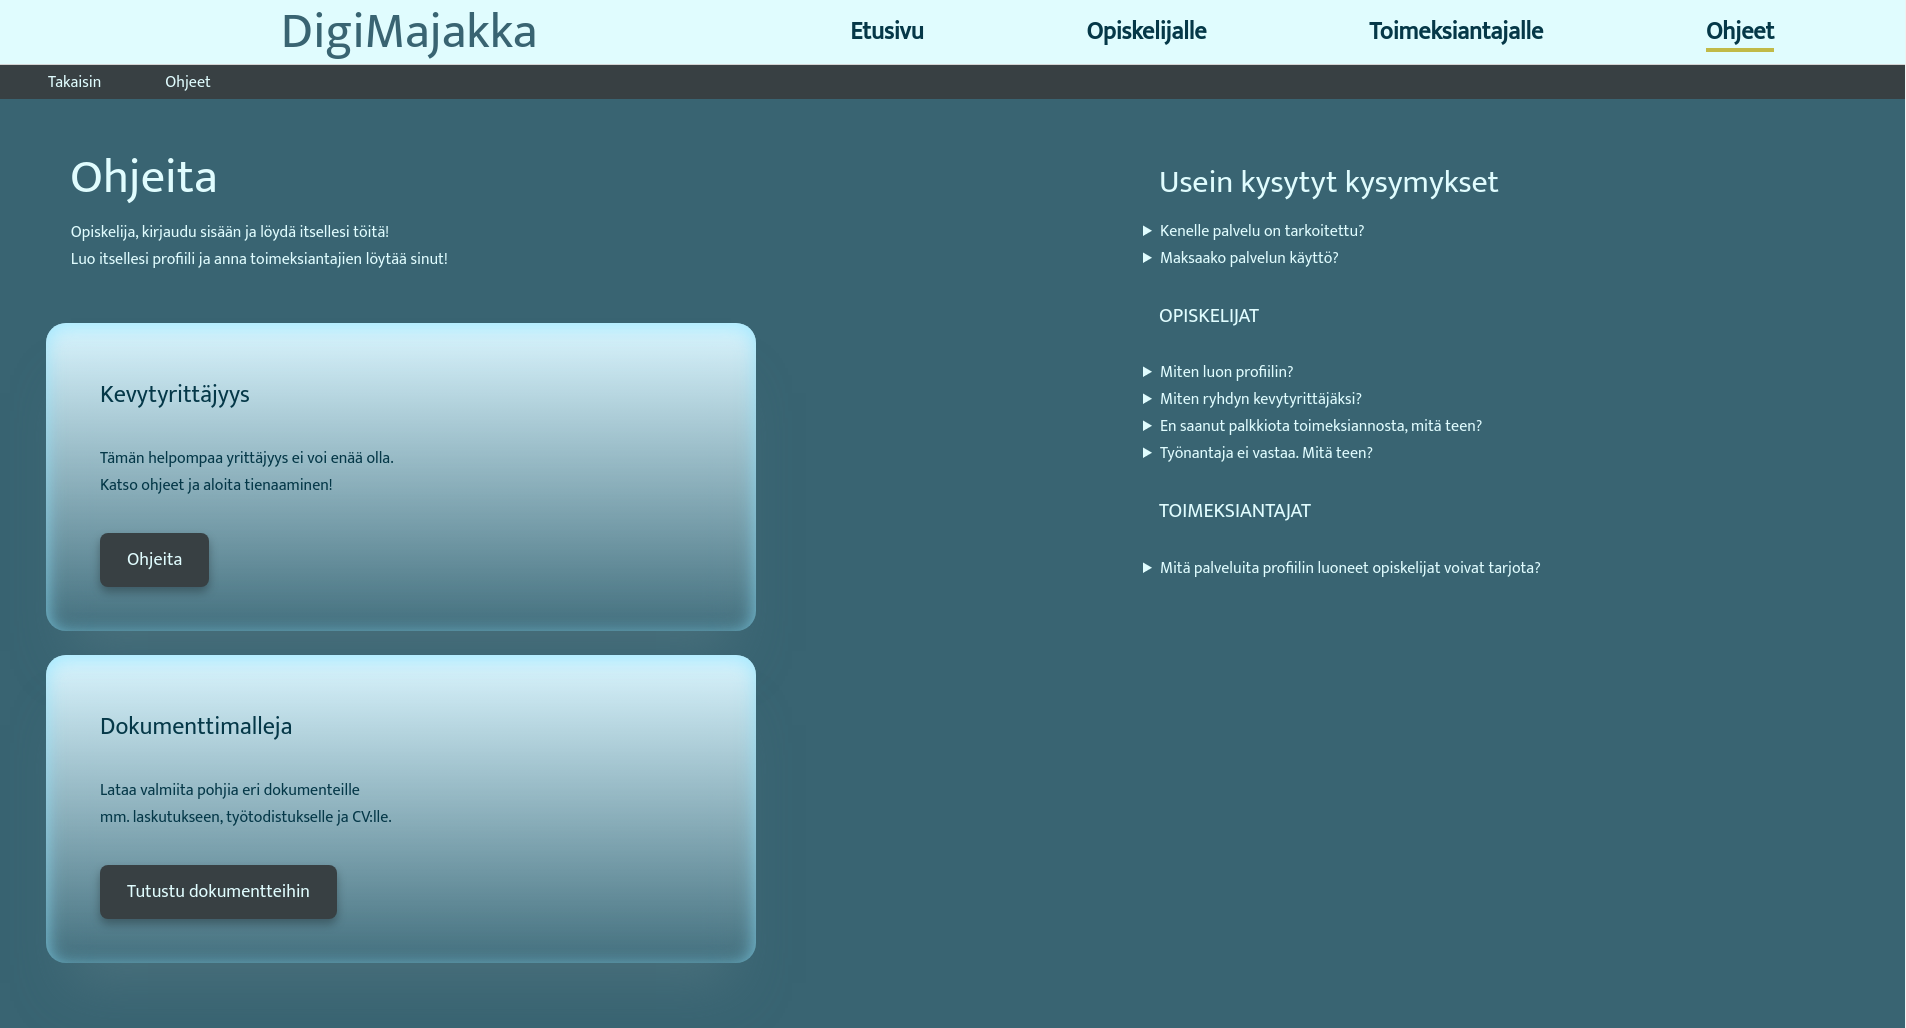 DigiMajakka
Etusivu
Opiskelijalle
Toimeksiantajalle
Ohjeet
Takaisin
Ohjeet
Ohjeita
Opiskelija, kirjaudu sisään ja löydä itsellesi töitä!
Luo itsellesi profiili ja anna toimeksiantajien löytää sinut!
Kevytyrittäjyys
Tämän helpompaa yrittäjyys ei voi enää olla.
Katso ohjeet ja aloita tienaaminen!
Ohjeita
Dokumenttimalleja
Lataa valmiita pohjia eri dokumenteille
mm. laskutukseen, työtodistukselle ja CV:lle.
Tutustu dokumentteihin
Usein kysytyt kysymykset
Kenelle palvelu on tarkoitettu?
Maksaako palvelun käyttö?
OPISKELIJAT
Miten luon profiilin?
Miten ryhdyn kevytyrittäjäksi?
En saanut palkkiota toimeksiannosta, mitä teen?
Työnantaja ei vastaa. Mitä teen?
TOIMEKSIANTAJAT
Mitä palveluita profiilin luoneet opiskelijat voivat tarjota?